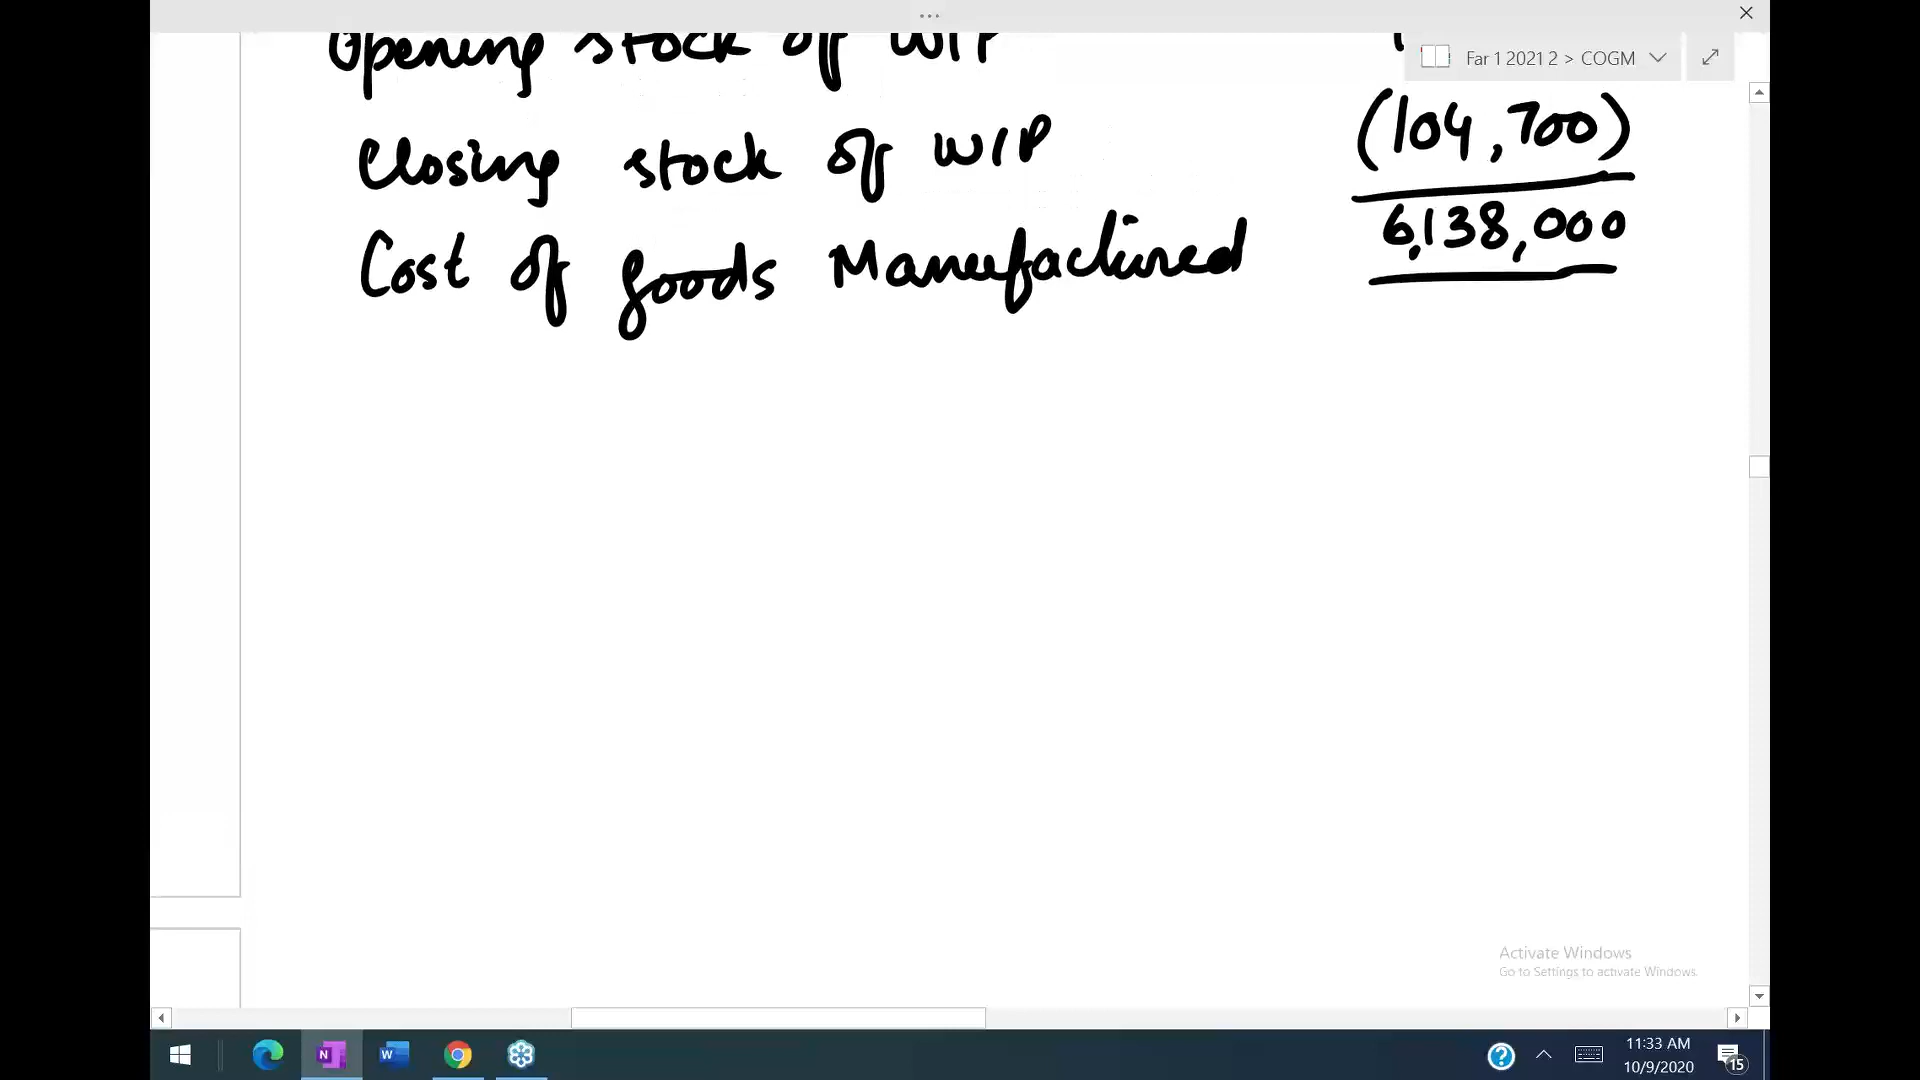 Opening stock of WIP
Far 1 2021 2 > COGM
Closing stock of WIP (104,700)
Cost of goods Manufactured 6,138,000
Activate Windows
Go to Settings to activate Windows.
11:33 AM
10/9/2020
15